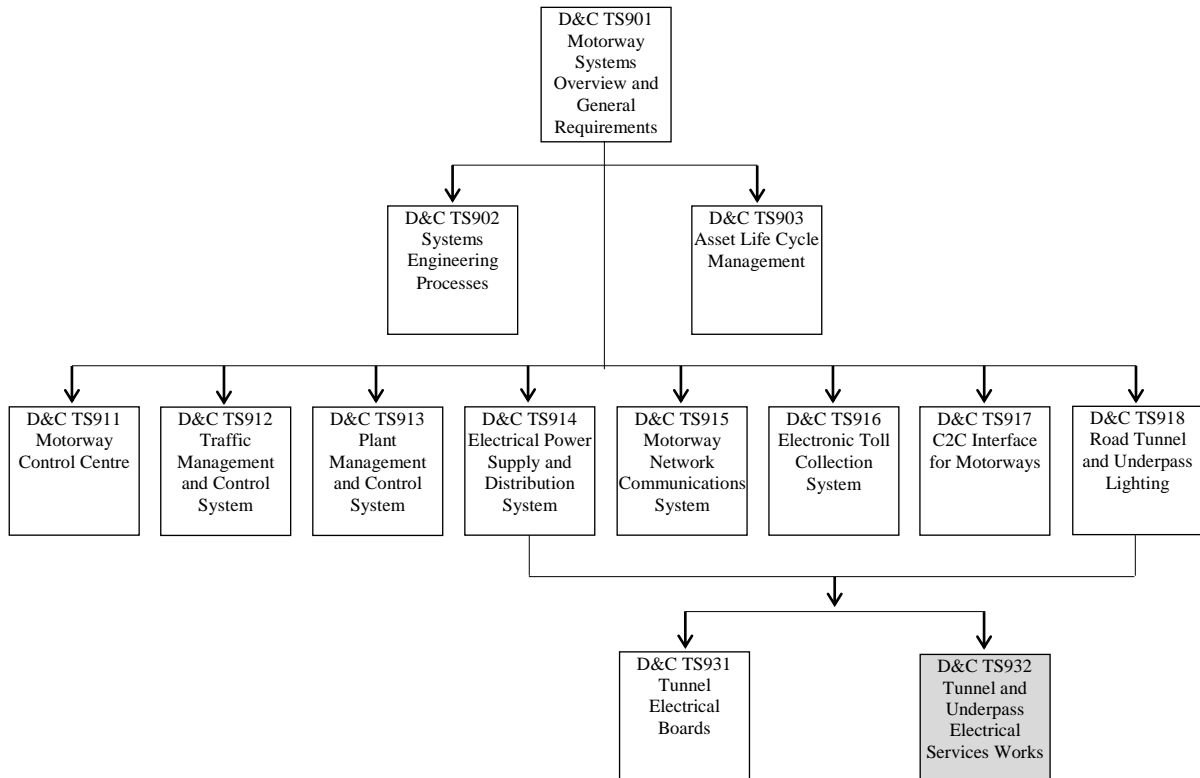 D&C TS901
Motorway
Systems
Overview and
General
Requirements
D&C TS902
Systems
Engineering
Processes
D&C TS903
Asset Life Cycle
Management
D&C TS911
Motorway
Control Centre
D&C TS912
Traffic
Management
and Control
System
D&C TS913
Plant
Management
and Control
System
D&C TS914
Electrical Power
Supply and
Distribution
System
D&C TS915
Motorway
Network
Communications
System
D&C TS916
Electronic Toll
Collection
System
D&C TS917
C2C Interface
for Motorways
D&C TS918
Road Tunnel
and Underpass
Lighting
D&C TS931
Tunnel
Electrical
Boards
D&C TS932
Tunnel and
Underpass
Electrical
Services Works